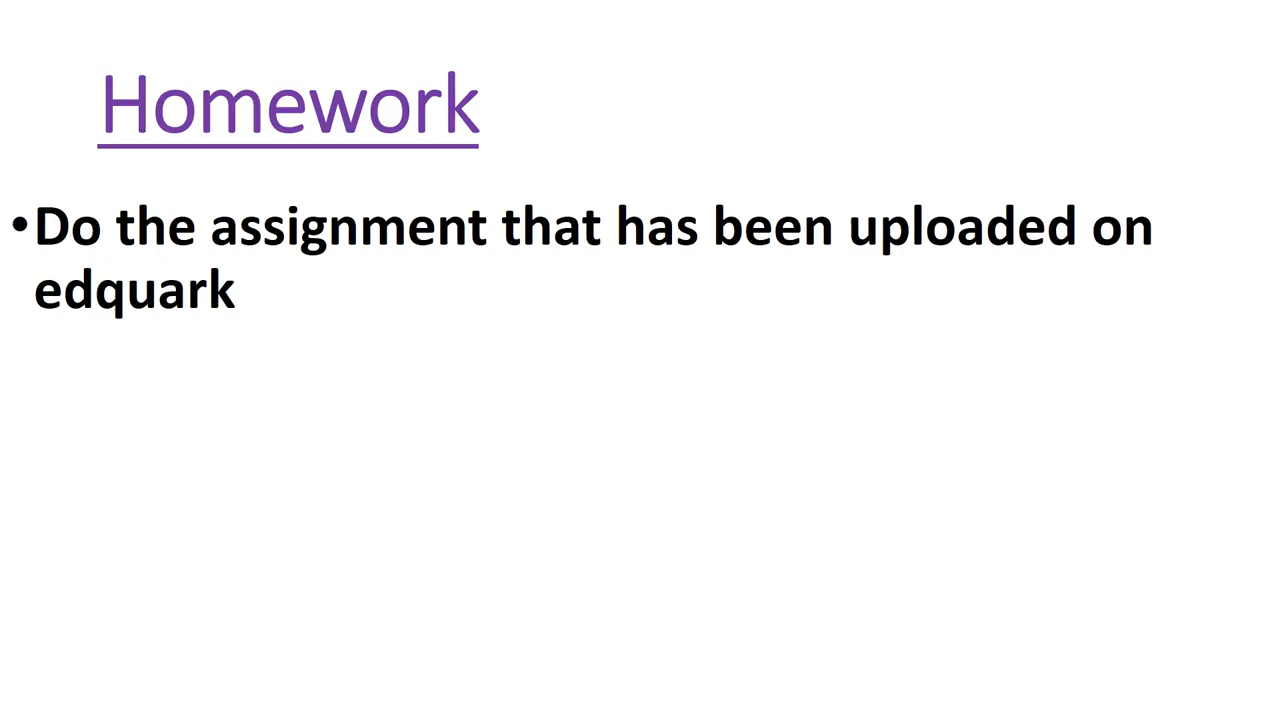 Homework
•Do the assignment that has been uploaded on
edquark